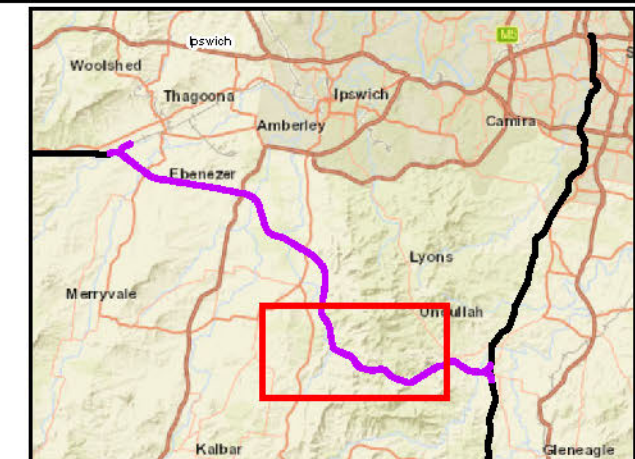 Ipswich
M5
Woolshed
Thagoona
Ipswich
Camira
Amberley
Ebenezer
Lyons
Merryvale
Undullah
Kalbar
Gleneagle